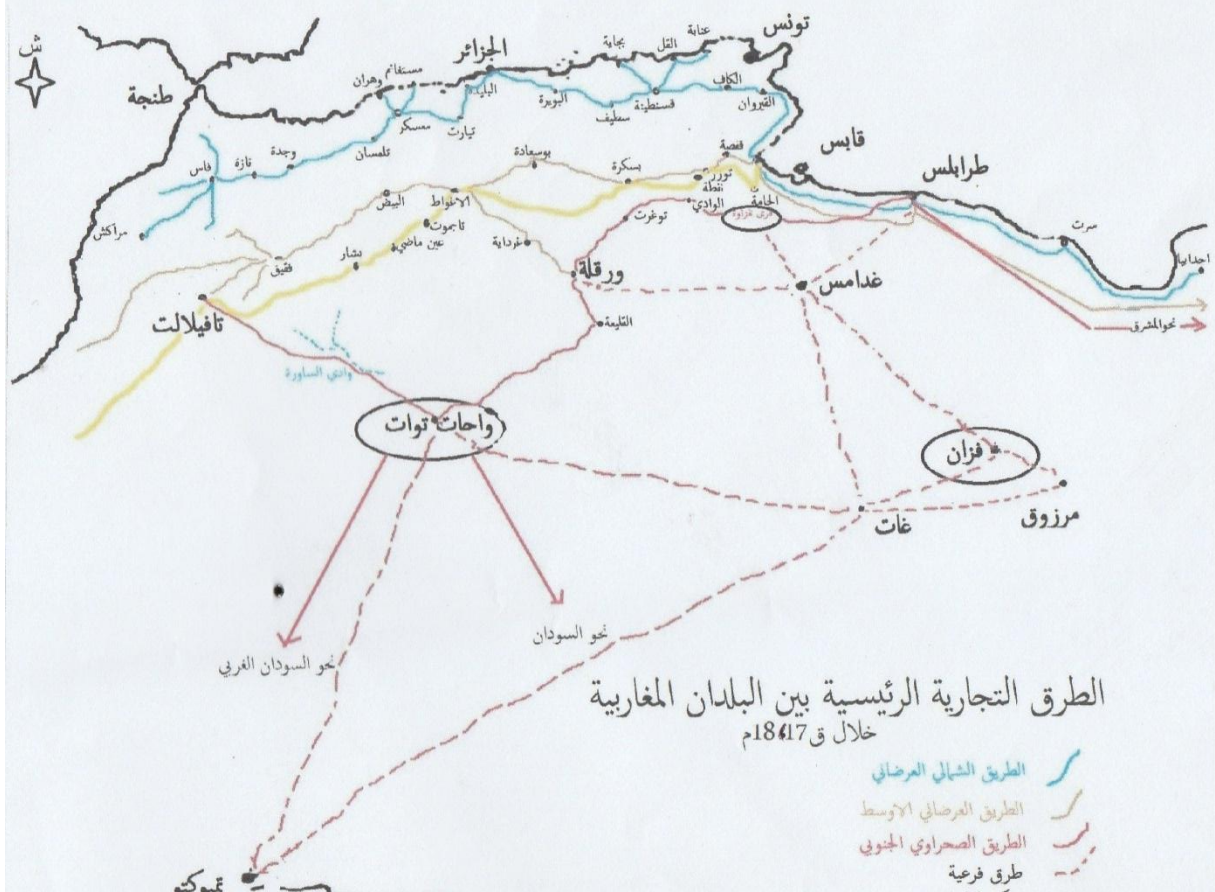 ش
تونس
عنابة
القل
بجاية
الجزائر
مستغانم
وهران
طنجة
البليدة
البويرة
سطيف
قسنطينة
الكاف
القيروان
معسكر
تيارت
تلمسان
وجدة
تازة
فاس
مراكش
قفصة
قابس
بوسعادة
بسكرة
توزر
نفطة
الحامة
طرابلس
البيض
الاغواط
الوادي
توغرت
قرى نفزاوة
تاجموت
عين ماضي
غرداية
سرت
اجدابيا
فقيق
بشار
ورقلة
غدامس
تافيلالت
القليعة
نحو المشرق
وادي الساورة
واحات توات
فزان
غات
مرزوق
نحو السودان
نحو السودان الغربي
الطرق التجارية الرئيسية بين البلدان المغاربية
الطريق الشمالي العرضاني
الطريق العرضاني الاوسط
الطريق الصحراوي الجنوبي
طرق فرعية
تمبوكتو